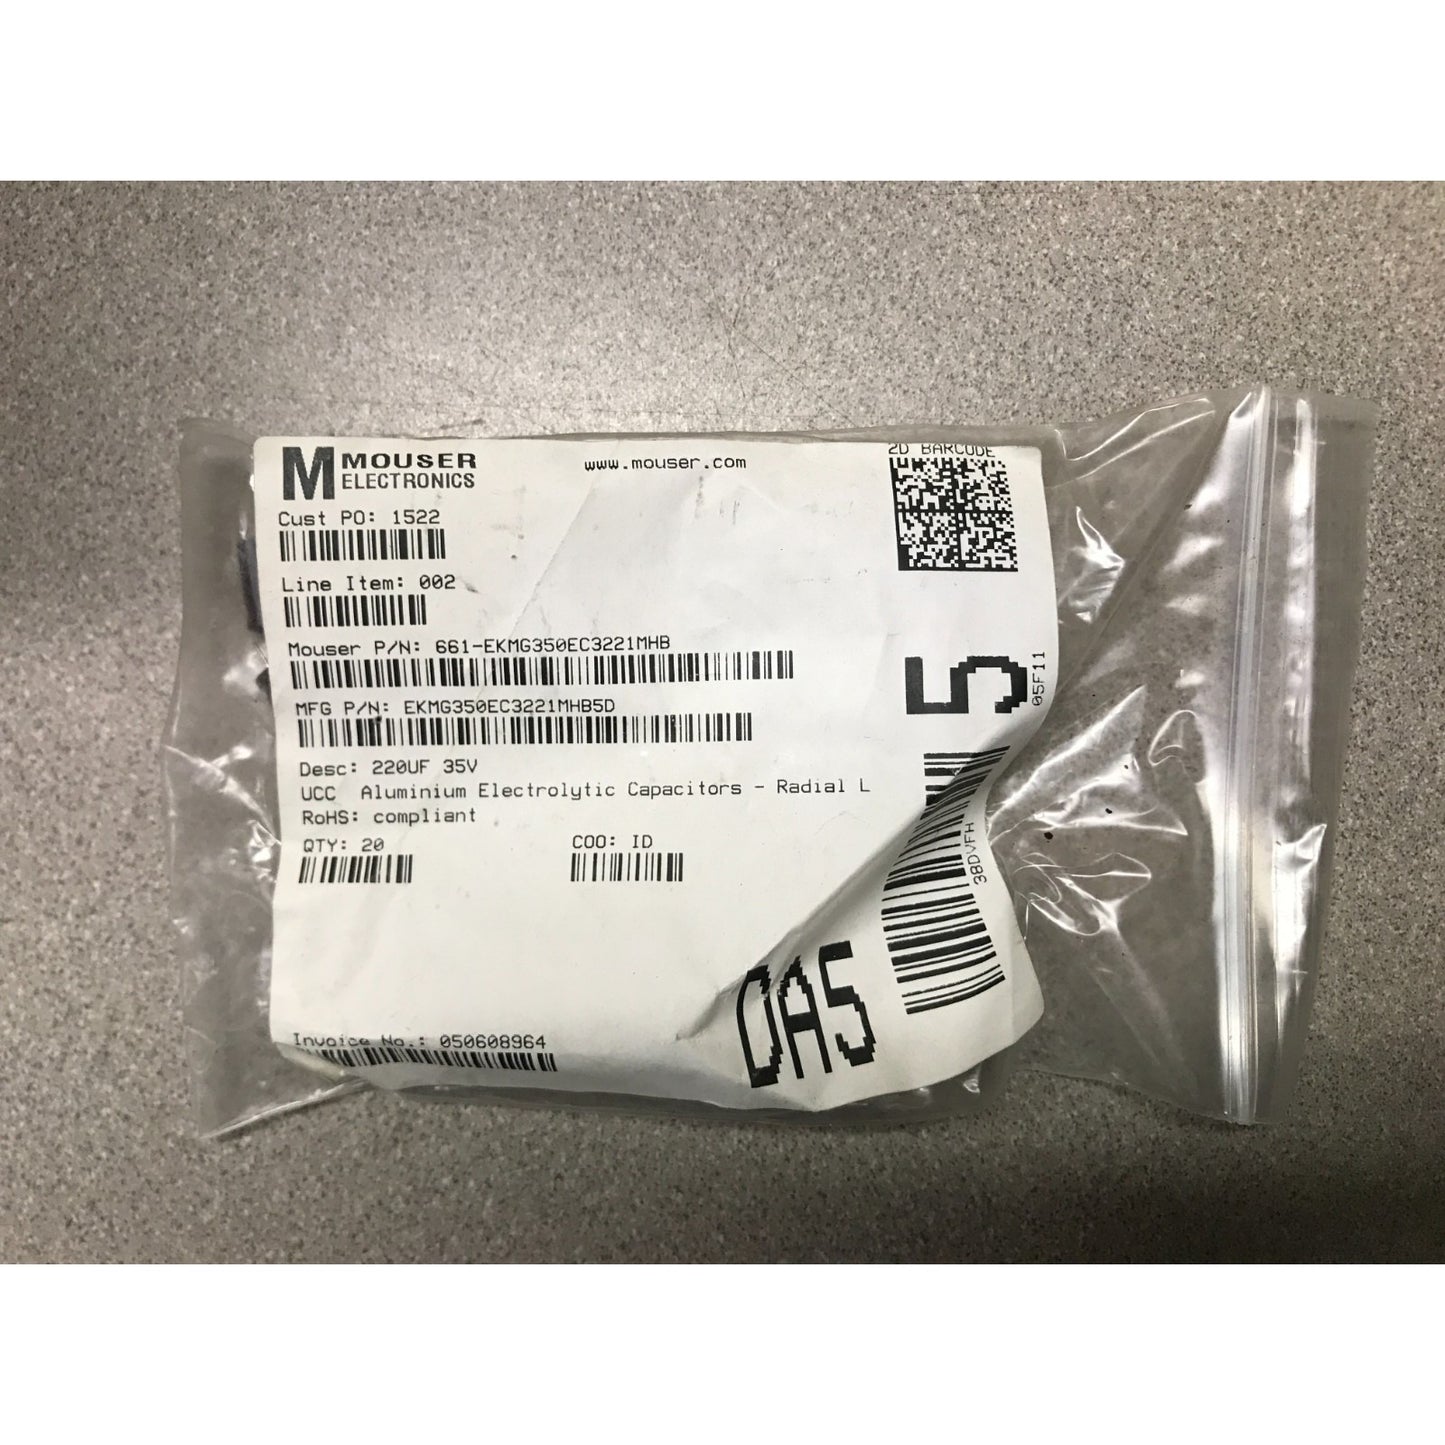 M MOUSER
ELECTRONICS
www.mouser.com
2D BARCODE
Cust PO: 1522
Line Item: 002
Mouser P/N: 661-EKMG350EC3221MHB
MFG P/N: EKMG350EC3221MHB5D
Desc: 220UF 35V
UCC Aluminium Electrolytic Capacitors - Radial L
RoHS: compliant
QTY: 20
COO: ID
Invoice No.: 050608964
DA5
5
05F11
38DVFH